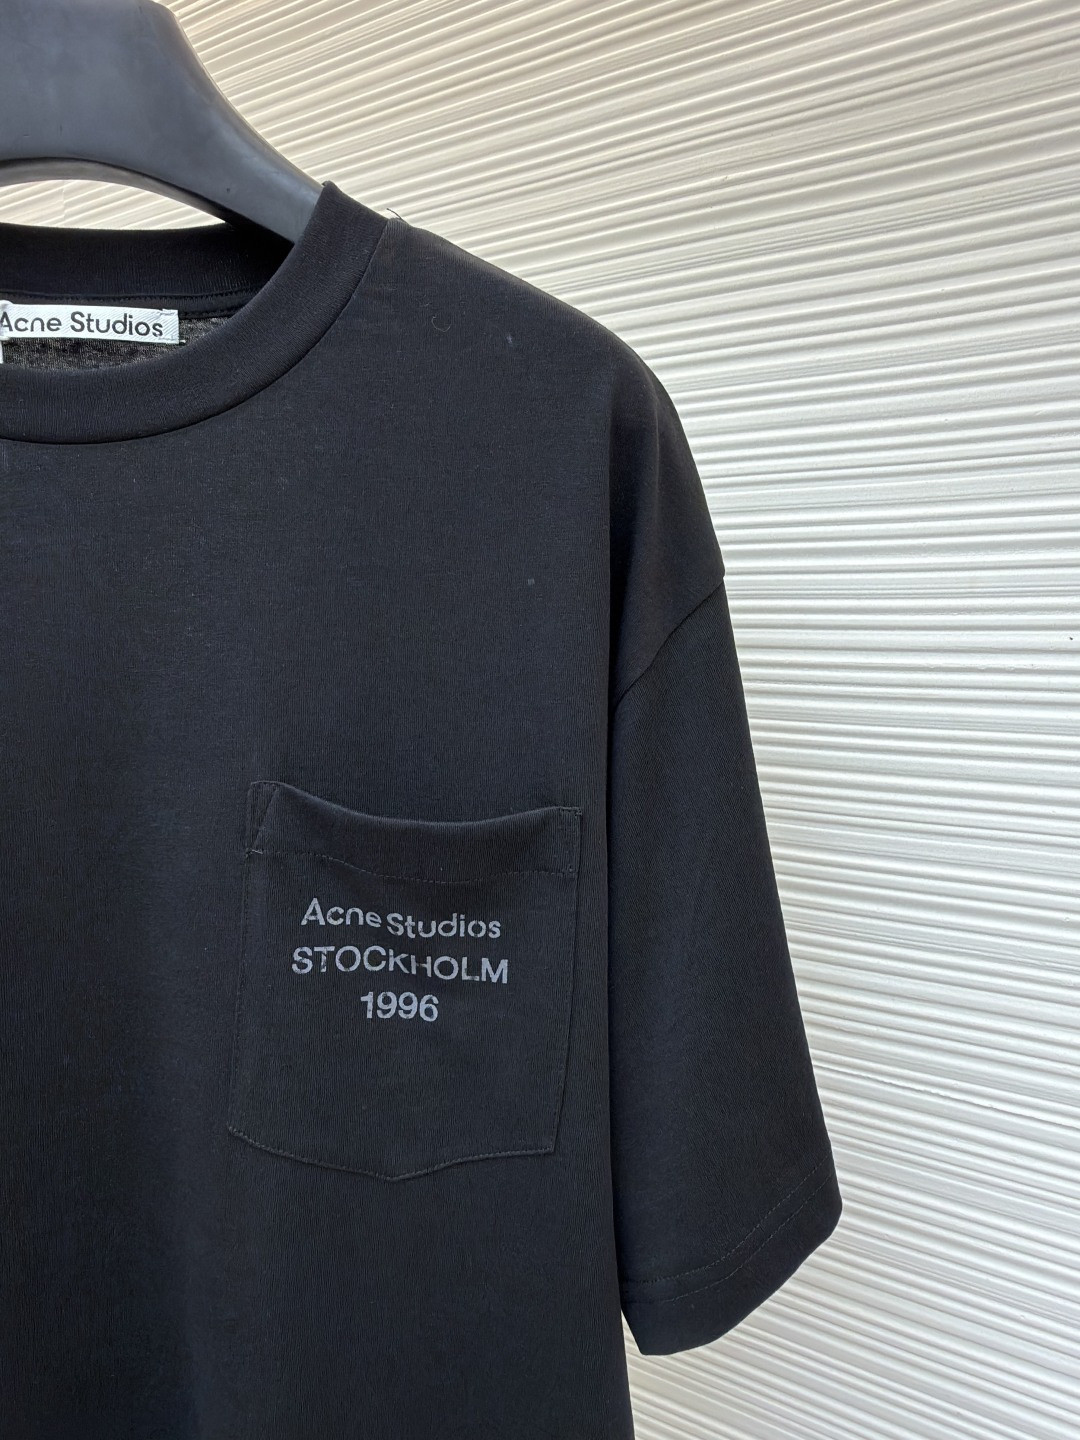 Acne Studios
Acne Studios
STOCKHOLM
1996